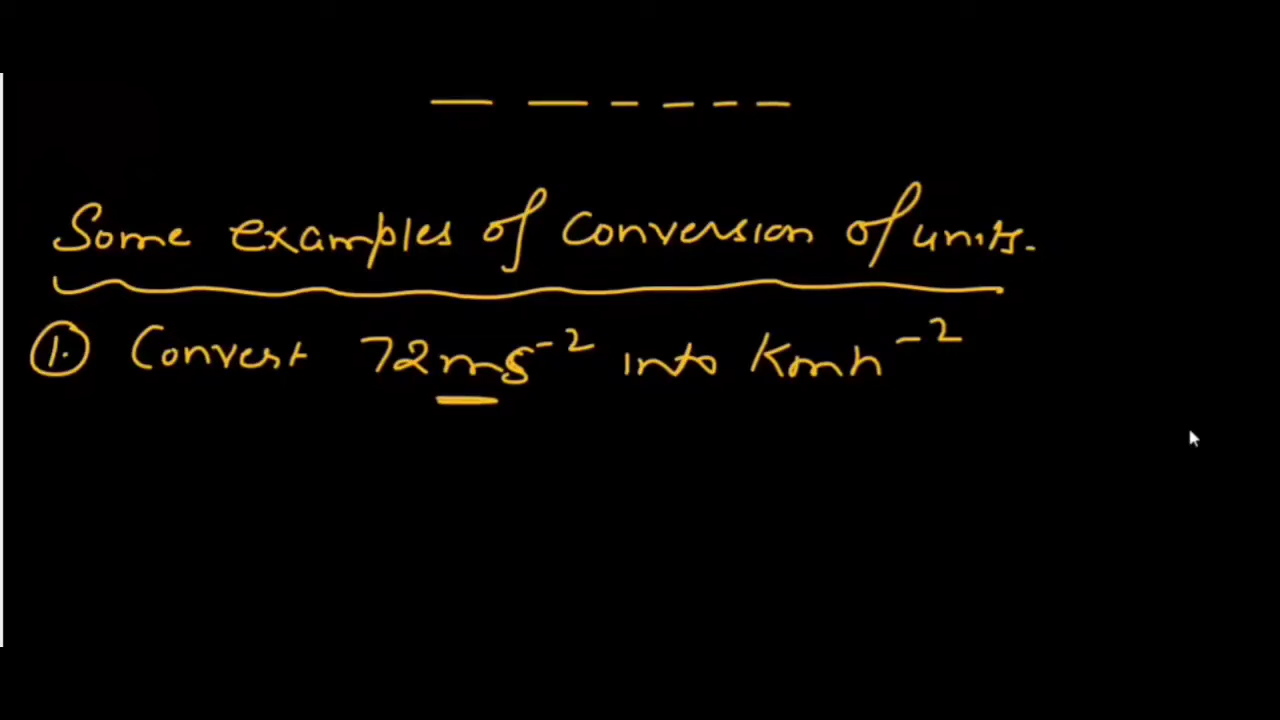 Some examples of conversion of units.
1. Convert 72ms⁻² into Kmh⁻²